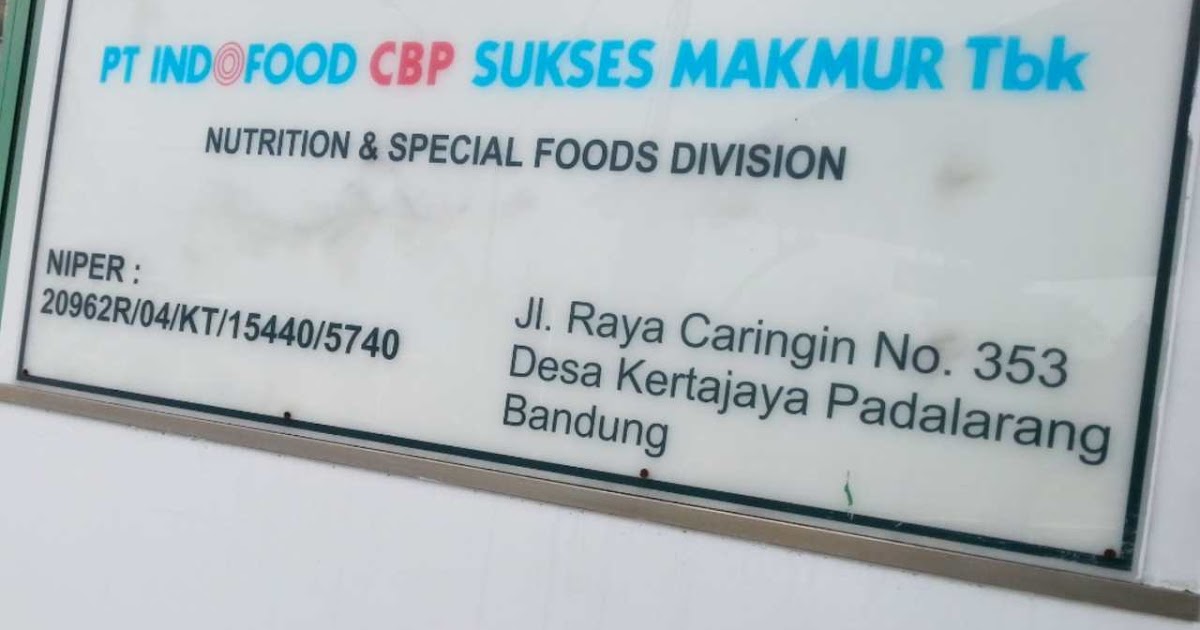 PT INDOFOOD CBP SUKSES MAKMUR Tbk
NUTRITION & SPECIAL FOODS DIVISION
NIPER :
20962R/04/KT/15440/5740
Jl. Raya Caringin No. 353
Desa Kertajaya Padalarang
Bandung